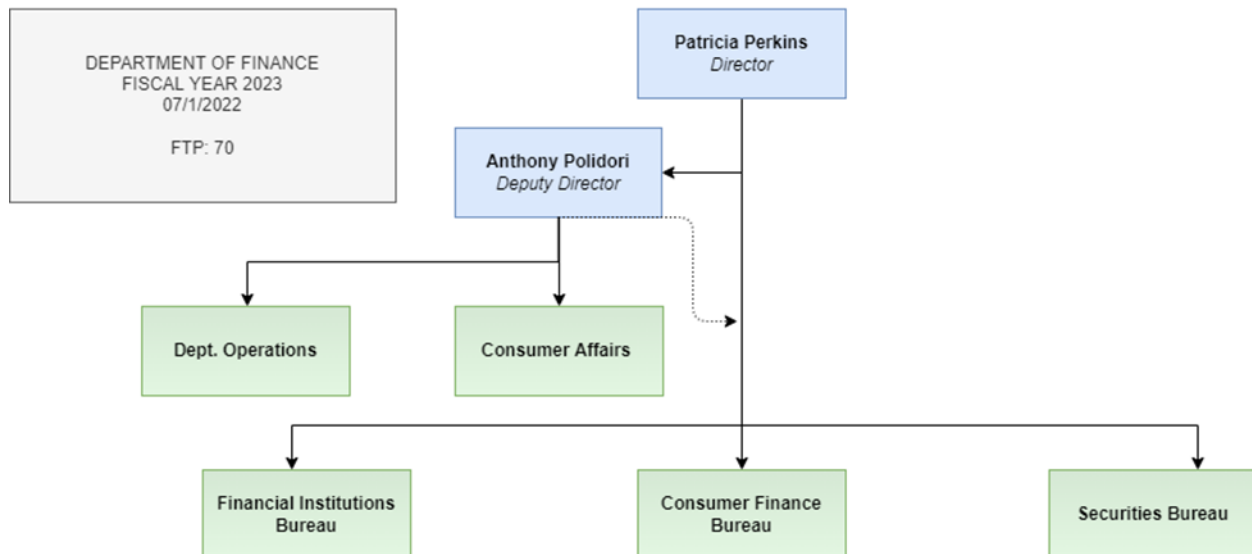 DEPARTMENT OF FINANCE
FISCAL YEAR 2023
07/1/2022
FTP: 70
Patricia Perkins
Director
Anthony Polidori
Deputy Director
Dept. Operations
Consumer Affairs
Financial Institutions
Bureau
Consumer Finance
Bureau
Securities Bureau